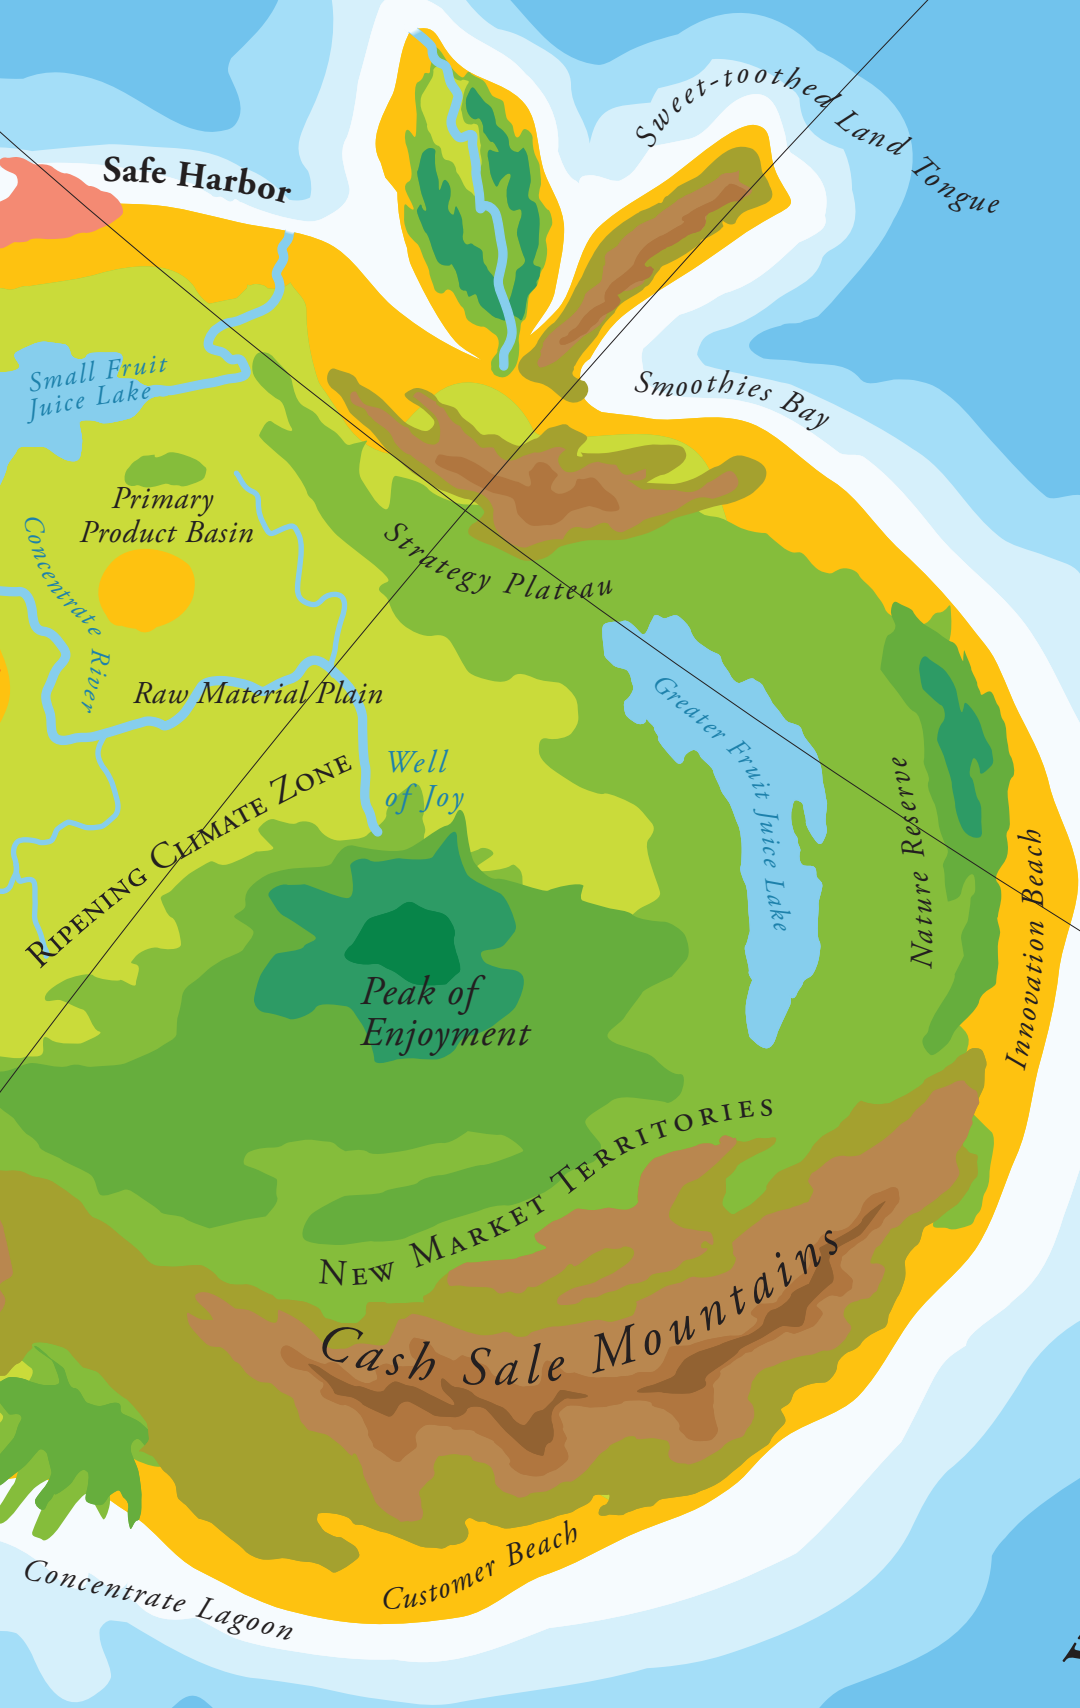 Sweet-toothed Land Tongue
Safe Harbor
Small Fruit
Juice Lake
Smoothies Bay
Primary
Product Basin
Concentrate River
Strategy Plateau
Raw Material Plain
Greater Fruit Juice Lake
Well
of Joy
Ripening Climate Zone
Nature Reserve
Innovation Beach
Peak of
Enjoyment
New Market Territories
Cash Sale Mountains
Customer Beach
Concentrate Lagoon